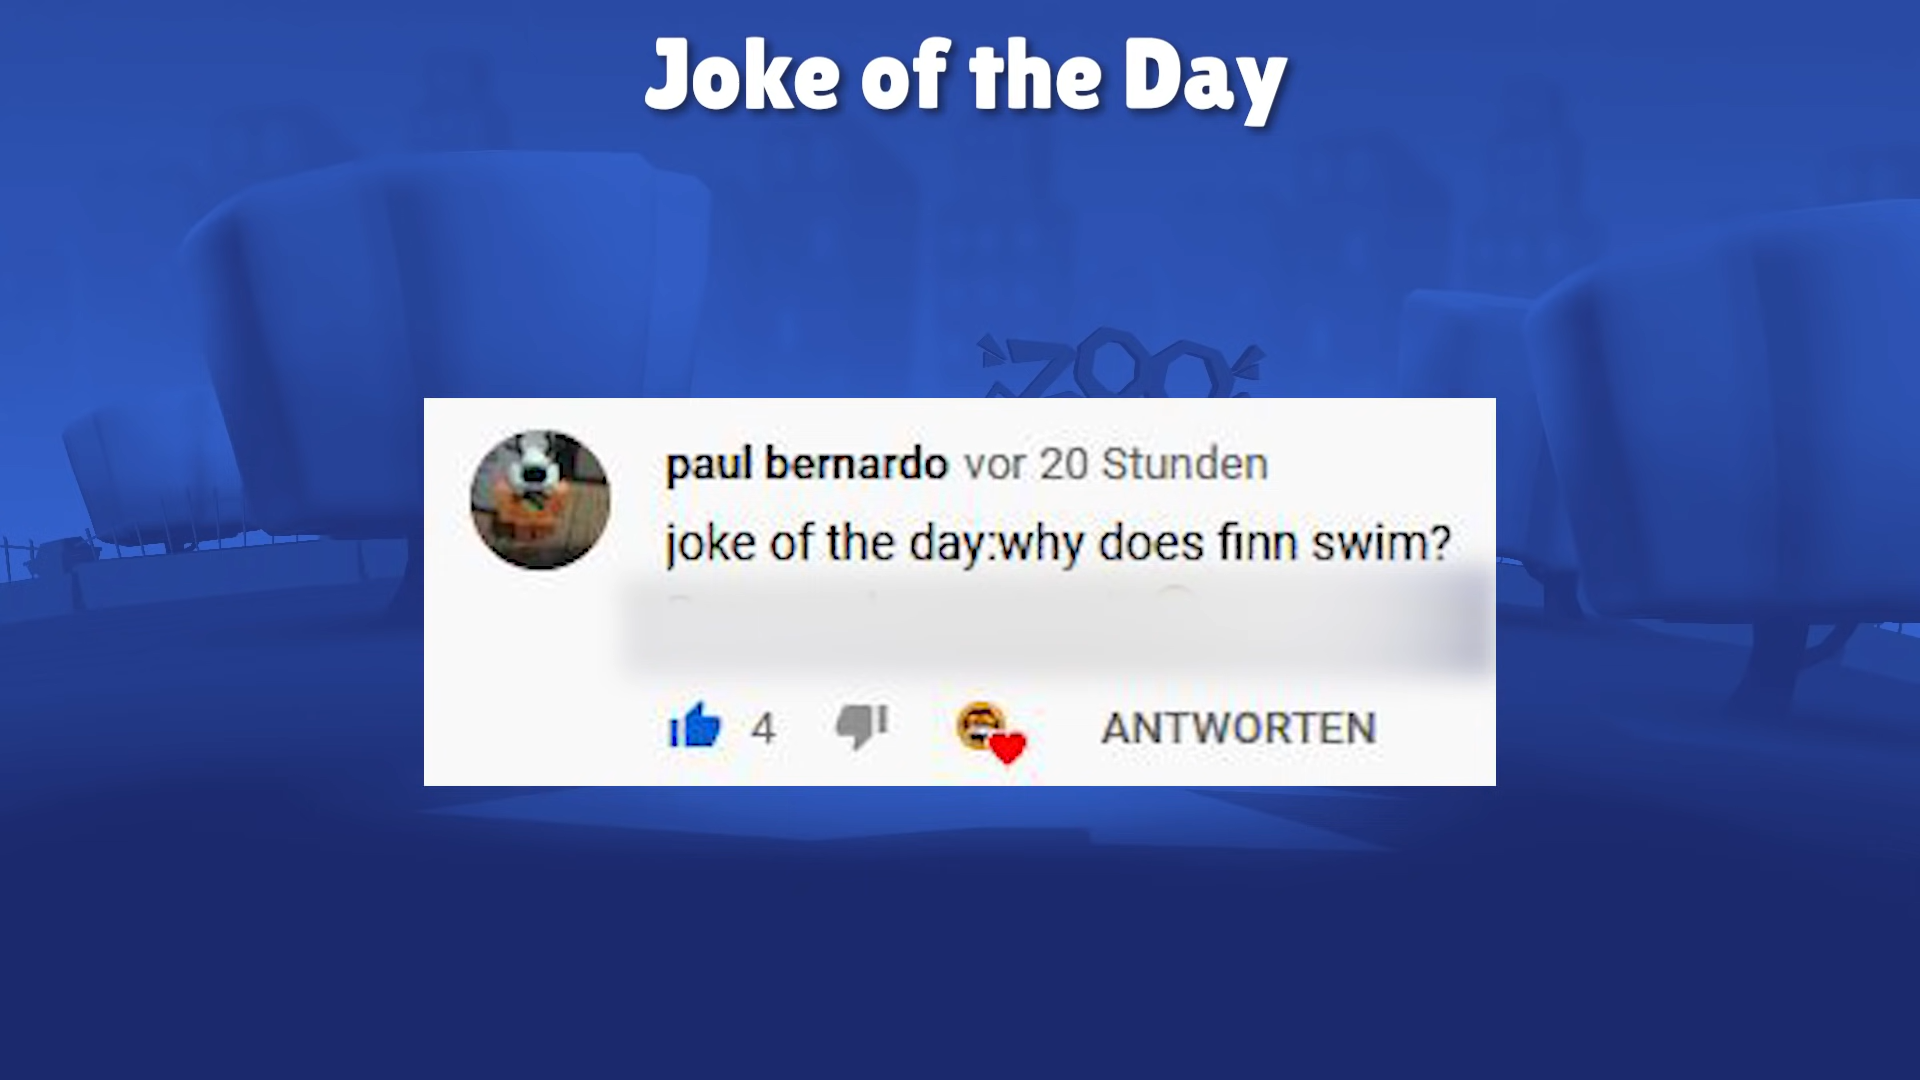 Joke of the Day
ZOO
paul bernardo vor 20 Stunden
joke of the day:why does finn swim?
4 ANTWORTEN